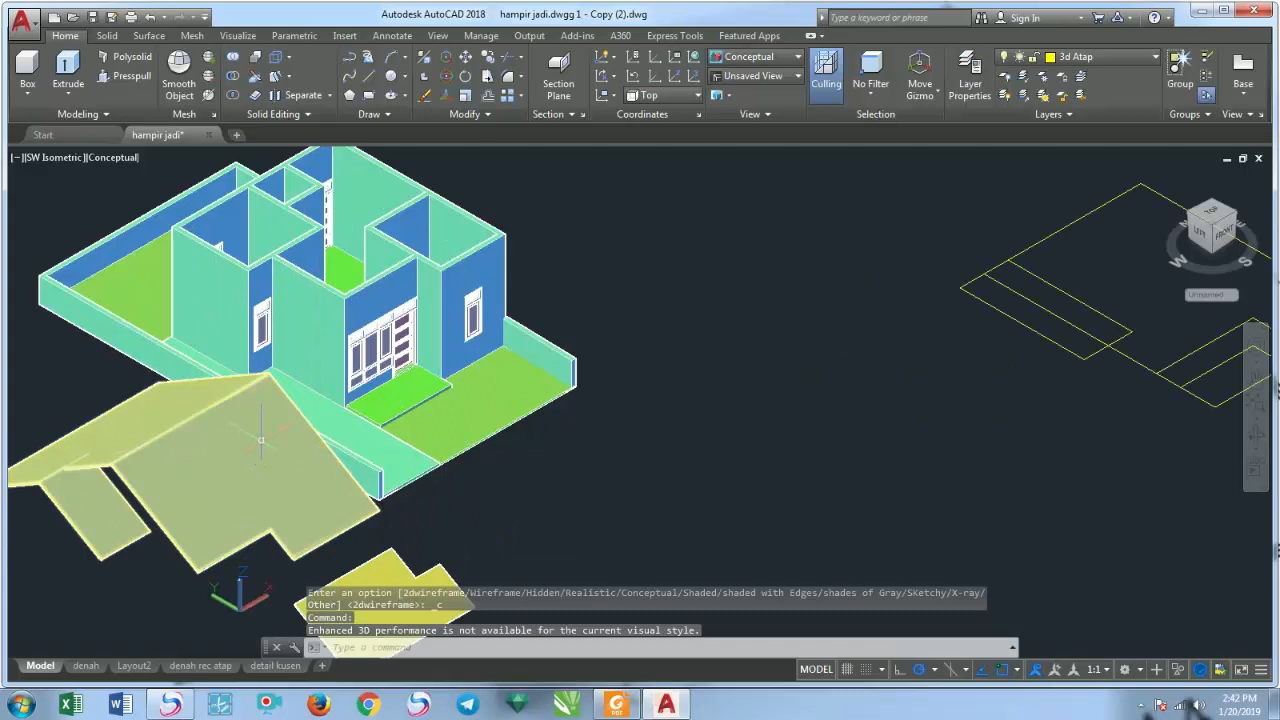 Autodesk AutoCAD 2018 hampir jadi.dwgg 1 - Copy (2).dwg
Type a keyword or phrase
Sign In
Home Solid Surface Mesh Visualize Parametric Insert Annotate View Manage Output Add-ins A360 Express Tools Featured Apps
Box
Extrude
Polysolid
Presspull
Smooth Object
Separate
Section Plane
Top
Conceptual
Unsaved View
Culling
No Filter
Move Gizmo
Layer Properties
3d Atap
Group
Base
Modeling
Mesh
Solid Editing
Draw
Modify
Section
Coordinates
View
Selection
Layers
Groups
View
Start
hampir jadi*
[−][SW Isometric][Conceptual]
TOP
LEFT
FRONT
N
E
W
S
Unnamed
Z
Y
X
Enter an option [2dwireframe/Wireframe/Hidden/Realistic/Conceptual/Shaded/shaded with Edges/shades of Gray/SKetchy/X-ray/
Other] <2dwireframe>: _c
Command:
Enhanced 3D performance is not available for the current visual style.
Type a command
Model denah Layout2 denah rec atap detail kusen
MODEL
1:1
2:42 PM
1/20/2019